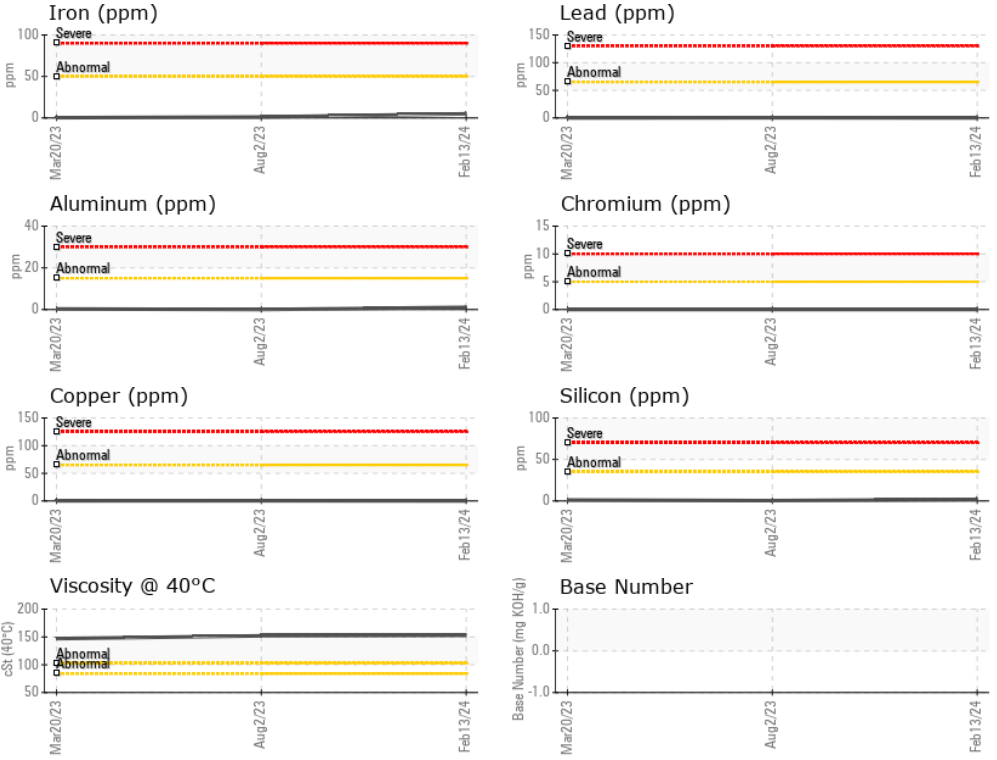 Iron (ppm)
100
50
0
ppm
Severe
Abnormal
Mar20/23
Aug2/23
Feb13/24
Lead (ppm)
150
100
50
0
ppm
Severe
Abnormal
Mar20/23
Aug2/23
Feb13/24
Aluminum (ppm)
40
20
0
ppm
Severe
Abnormal
Mar20/23
Aug2/23
Feb13/24
Chromium (ppm)
15
10
5
0
ppm
Severe
Abnormal
Mar20/23
Aug2/23
Feb13/24
Copper (ppm)
150
100
50
0
ppm
Severe
Abnormal
Mar20/23
Aug2/23
Feb13/24
Silicon (ppm)
100
50
0
ppm
Severe
Abnormal
Mar20/23
Aug2/23
Feb13/24
Viscosity @ 40°C
200
150
100
50
cSt (40°C)
Abnormal
Abnormal
Mar20/23
Aug2/23
Feb13/24
Base Number
1.0
0.0
-1.0
Base Number (mg KOH/g)
Mar20/23
Aug2/23
Feb13/24